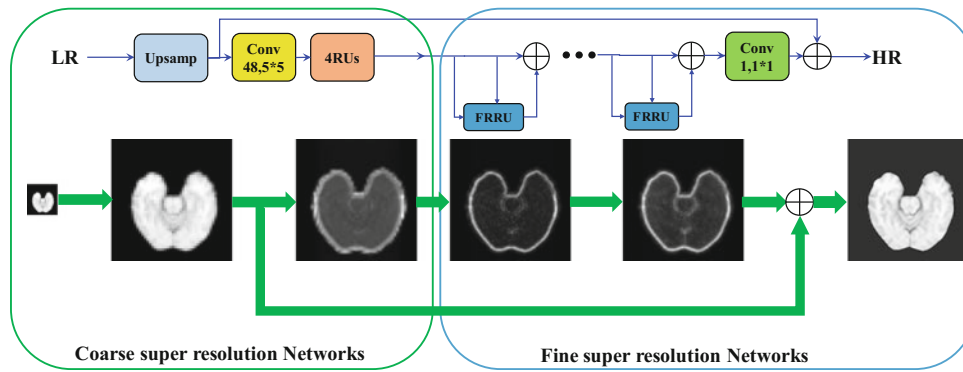 LR
Upsamp
Conv
48,5*5
4RUs
FRRU
FRRU
Conv
1,1*1
HR
Coarse super resolution Networks
Fine super resolution Networks